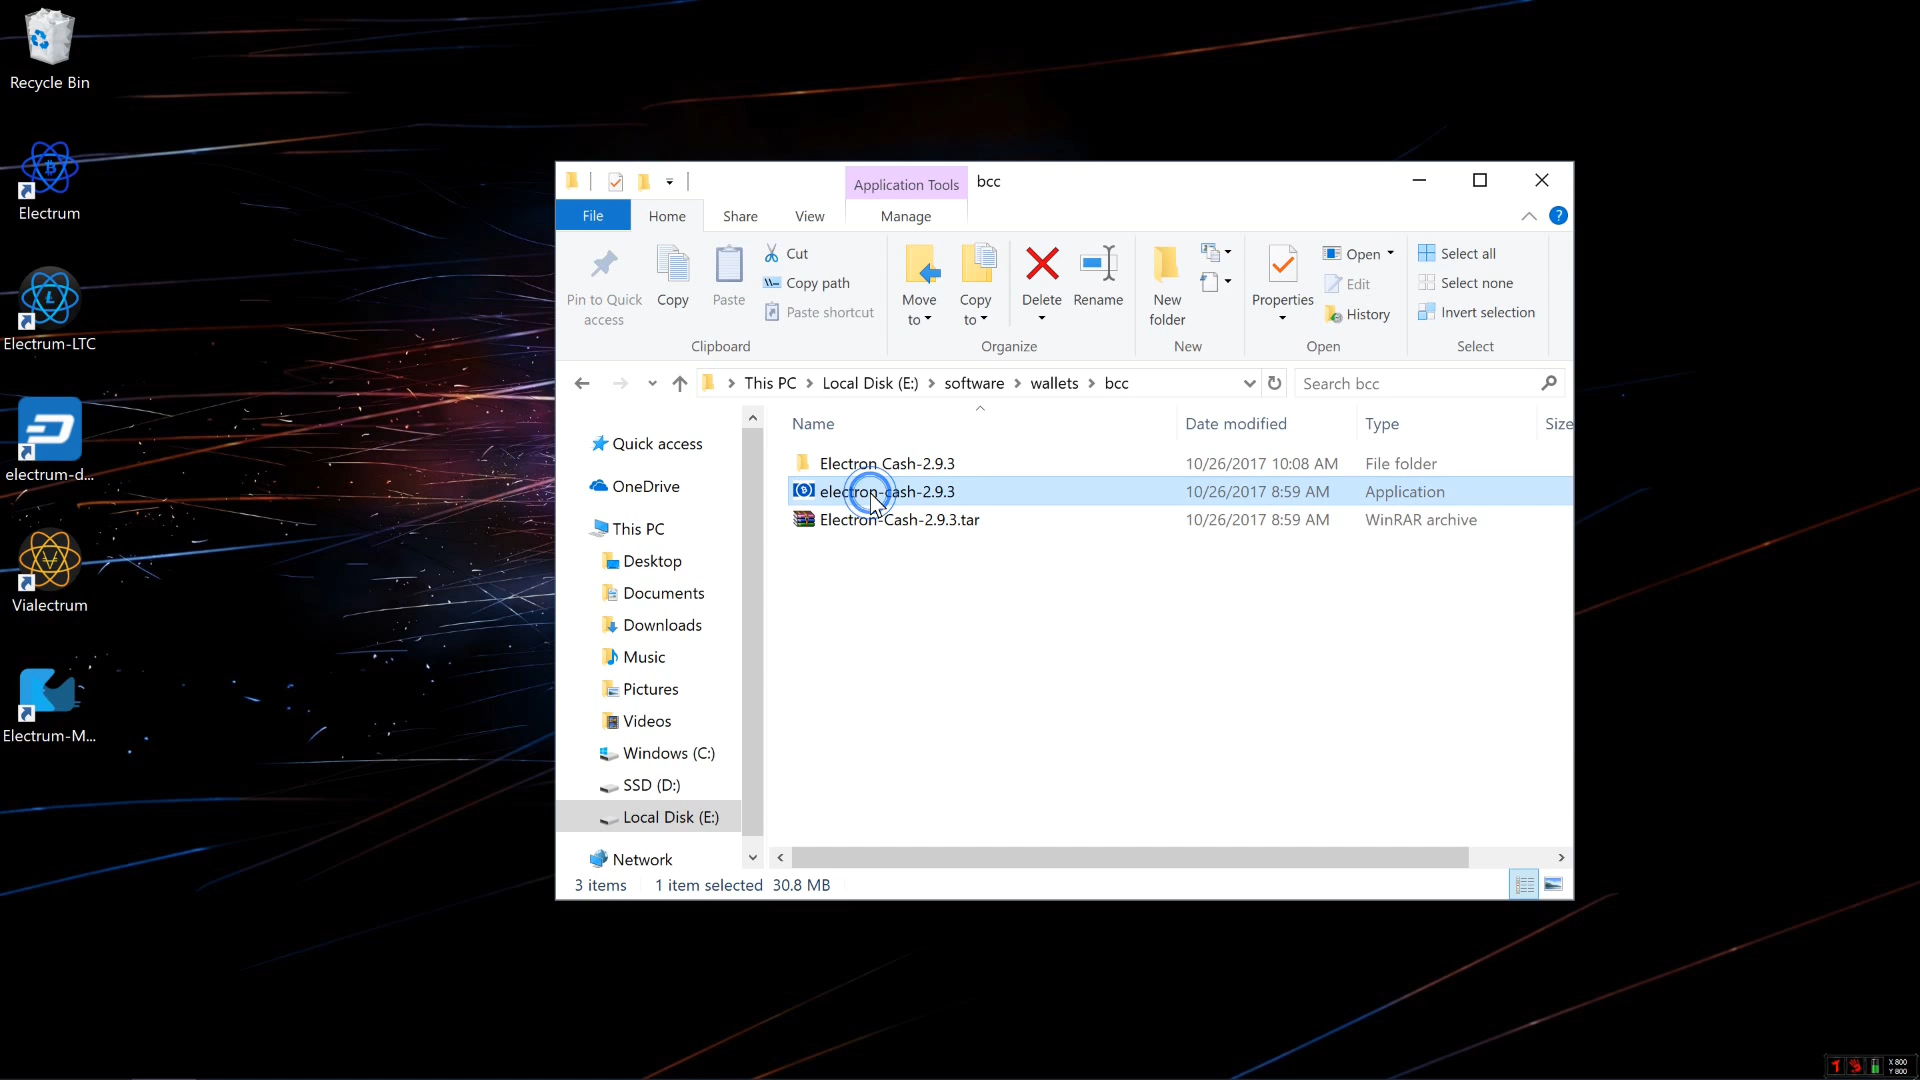 Recycle Bin
Electrum
Electrum-LTC
electrum-d...
Vialectrum
Electrum-M...
Application Tools
bcc
File
Home
Share
View
Manage
Pin to Quick access
Copy
Paste
Cut
Copy path
Paste shortcut
Clipboard
Move to
Copy to
Delete
Rename
Organize
New folder
New
Properties
Open
Edit
History
Open
Select all
Select none
Invert selection
Select
This PC > Local Disk (E:) > software > wallets > bcc
Search bcc
Name
Date modified
Type
Size
Electron Cash-2.9.3 10/26/2017 10:08 AM File folder
electron-cash-2.9.3 10/26/2017 8:59 AM Application
Electron-Cash-2.9.3.tar 10/26/2017 8:59 AM WinRAR archive
Quick access
OneDrive
This PC
Desktop
Documents
Downloads
Music
Pictures
Videos
Windows (C:)
SSD (D:)
Local Disk (E:)
Network
3 items
1 item selected 30.8 MB
X 800
Y 800